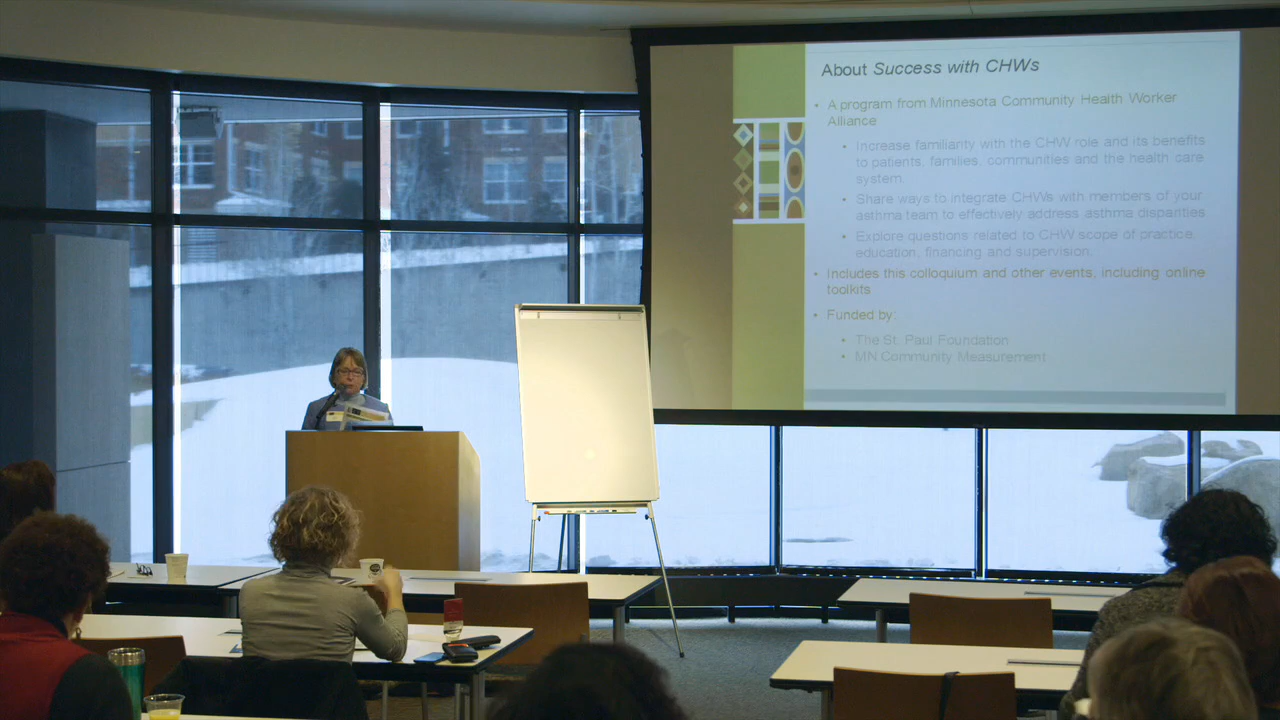 About Success with CHWs
• A program from Minnesota Community Health Worker
Alliance
• Increase familiarity with the CHW role and its benefits
to patients, families, communities and the health care
system.
• Share ways to integrate CHWs with members of your
asthma team to effectively address asthma disparities
• Explore questions related to CHW scope of practice,
education, financing and supervision.
• Includes this colloquium and other events, including online
toolkits
• Funded by:
• The St. Paul Foundation
• MN Community Measurement